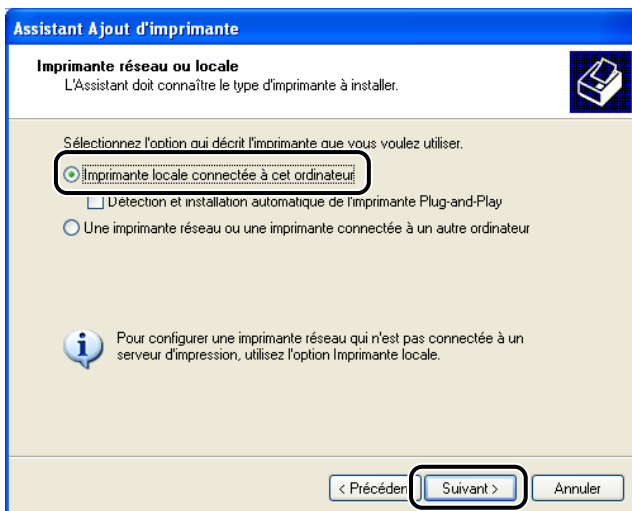 Assistant Ajout d'imprimante
Imprimante réseau ou locale
L'Assistant doit connaître le type d'imprimante à installer.
Sélectionnez l'option qui décrit l'imprimante que vous voulez utiliser.
Imprimante locale connectée à cet ordinateur
Détection et installation automatique de l'imprimante Plug-and-Play
Une imprimante réseau ou une imprimante connectée à un autre ordinateur
Pour configurer une imprimante réseau qui n'est pas connectée à un
serveur d'impression, utilisez l'option Imprimante locale.
< Précéden
Suivant >
Annuler